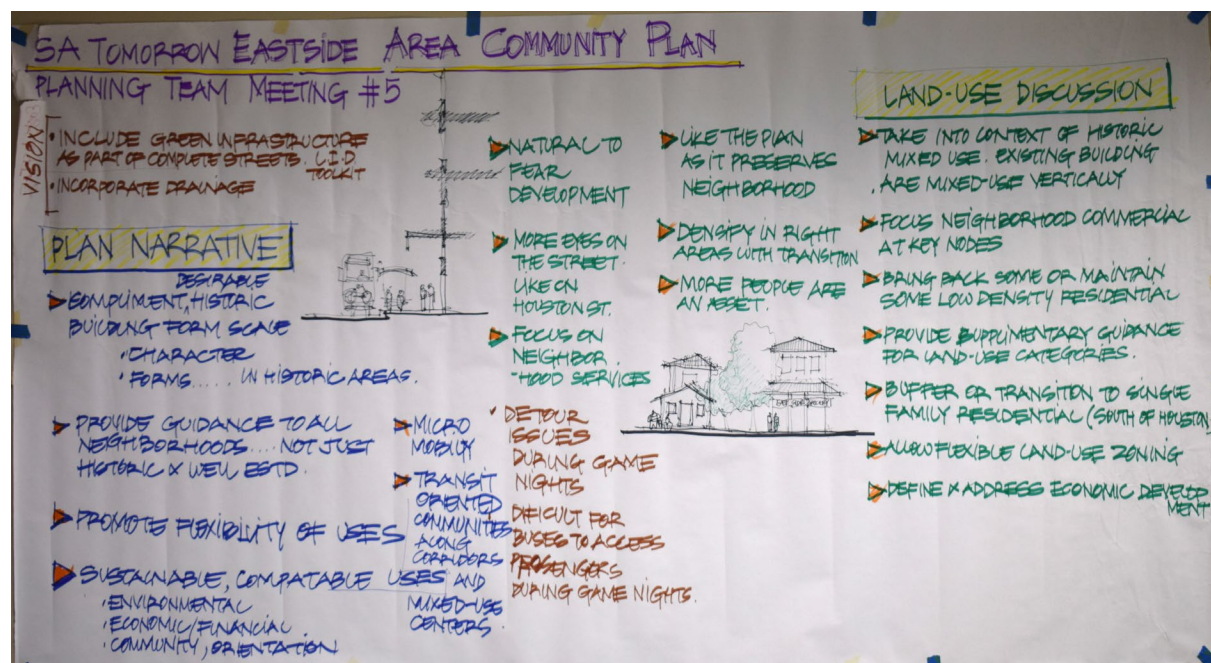 SA TOMORROW EASTSIDE AREA COMMUNITY PLAN
PLANNING TEAM MEETING #5
VISION
• INCLUDE GREEN INFRASTRUCTURE
AS PART OF COMPLETE STREETS. L.I.D.
TOOLKIT
• INCORPORATE DRAINAGE
PLAN NARRATIVE
DESIRABLE
COMPLIMENT, HISTORIC
BUILDING FORM SCALE
• CHARACTER
• FORMS..... IN HISTORIC AREAS.
PROVIDE GUIDANCE TO ALL
NEIGHBORHOODS.... NOT JUST
HISTORIC & WELL ESTD.
PROMOTE FLEXIBILITY OF USES
SUSTAINABLE, COMPATABLE USES
• ENVIRONMENTAL
• ECONOMIC/FINANCIAL
• COMMUNITY, ORIENTATION
MICRO
MOBILIY
TRANSIT
ORIENTED
COMMUNITIES
ALONG
CORRIDORS
AND
MIXED-USE
CENTERS.
NATURAL TO
FEAR
DEVELOPMENT
MORE EYES ON
THE STREET.
LIKE ON
HOUSTON ST.
FOCUS ON
NEIGHBOR
-HOOD SERVICES
• DETOUR
ISSUES
DURING GAME
NIGHTS
DIFICULT FOR
BUSES TO ACCESS
PASSENGERS
DURING GAME NIGHTS.
LIKE THE PLAN
AS IT PRESERVES
NEIGHBORHOOD
DENSIFY IN RIGHT
AREAS WITH TRANSITION
MORE PEOPLE ARE
AN ASSET.
LAND-USE DISCUSSION
TAKE INTO CONTEXT OF HISTORIC
MIXED USE. EXISTING BUILDING
ARE MIXED-USE VERTICALLY
FOCUS NEIGHBORHOOD COMMERCIAL
AT KEY NODES
BRING BACK SOME OR MAINTAIN
SOME LOW DENSITY RESIDENTIAL
PROVIDE SUPPLIMENTARY GUIDANCE
FOR LAND-USE CATEGORIES.
BUFFER OR TRANSITION TO SINGLE
FAMILY RESIDENTIAL (SOUTH OF HOUSTON)
ALLOW FLEXIBLE LAND-USE ZONING
DEFINE & ADDRESS ECONOMIC DEVELOP
MENT